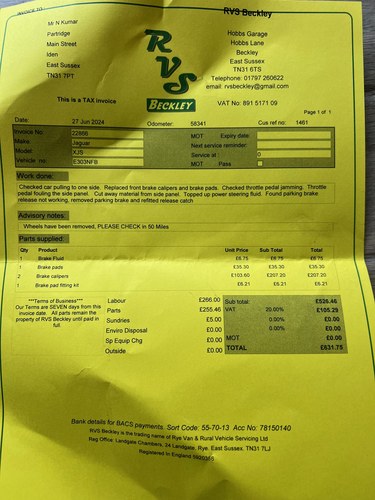 INVOICE TO:
Mr N Kumar
Partridge
Main Street
Iden
East Sussex
TN31 7PT
RVS
BECKLEY
RVS Beckley
Hobbs Garage
Hobbs Lane
Beckley
East Sussex
TN31 6TS
Telephone: 01797 260622
email: rvsbeckley@gmail.com
This is a TAX invoice
VAT No: 891 5171 09
Page 1 of 1
Date: 27 Jun 2024 Odometer: 58341 Cus ref no: 1461
Invoice No: 22866 MOT Expiry date:
Make: Jaguar Next service reminder:
Model: XJS Service at : 0
Vehicle no: E303NFB MOT Pass
Work done:
Checked car pulling to one side. Replaced front brake calipers and brake pads. Checked throttle pedal jamming. Throttle
pedal fouling the side panel. Cut away material from side panel. Topped up power steering fluid. Found parking brake
release not working, removed parking brake and refitted release catch
Advisory notes:
Wheels have been removed, PLEASE CHECK in 50 Miles
Parts supplied:
Qty Product Unit Price Sub Total Total
1 Brake Fluid £6.75 £6.75 £6.75
1 Brake pads £35.30 £35.30 £35.30
2 Brake calipers £103.60 £207.20 £207.20
1 Brake pad fitting kit £6.21 £6.21 £6.21
***Terms of Business***
Our Terms are SEVEN days from this
invoice date. All parts remain the
property of RVS Beckley until paid in
full.
Labour £266.00
Parts £255.46
Sundries £5.00
Enviro Disposal £0.00
Sp Equip Chg £0.00
Outside £0.00
Sub total: £526.46
VAT 20.00% £105.29
0.00% £0.00
0.00% £0.00
MOT £0.00
TOTAL £631.75
Bank details for BACS payments. Sort Code: 55-70-13 Acc No: 78150140
RVS Beckley is the trading name of Rye Van & Rural Vehicle Servicing Ltd
Reg Office: Landgate Chambers, 24 Landgate, Rye, East Sussex, TN31 7LJ
Registered in England